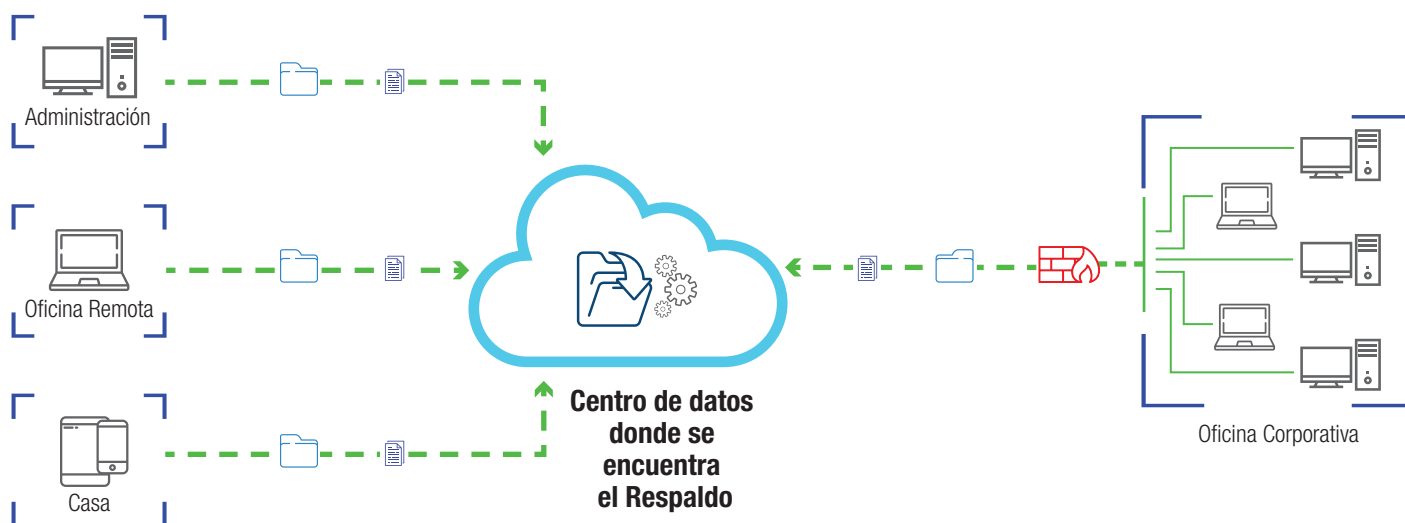 Administración
Oficina Remota
Casa
Centro de datos
donde se
encuentra
el Respaldo
Oficina Corporativa